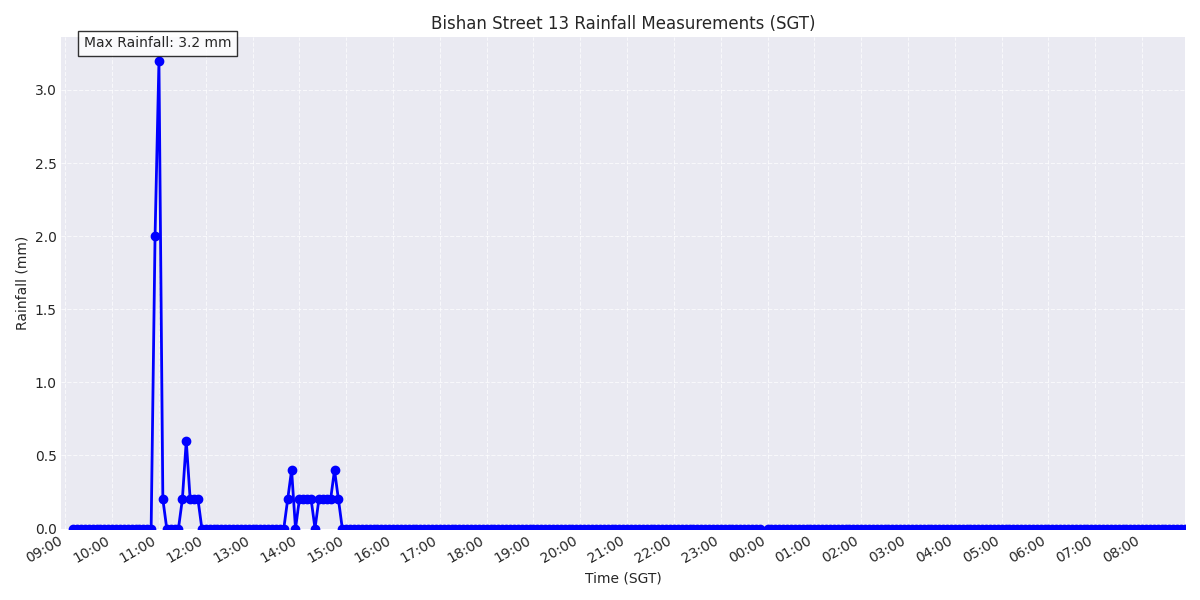 Bishan Street 13 Rainfall Measurements (SGT)
Max Rainfall: 3.2 mm
Rainfall (mm)
3.0
2.5
2.0
1.5
1.0
0.5
0.0
09:00 10:00 11:00 12:00 13:00 14:00 15:00 16:00 17:00 18:00 19:00 20:00 21:00 22:00 23:00 00:00 01:00 02:00 03:00 04:00 05:00 06:00 07:00 08:00
Time (SGT)